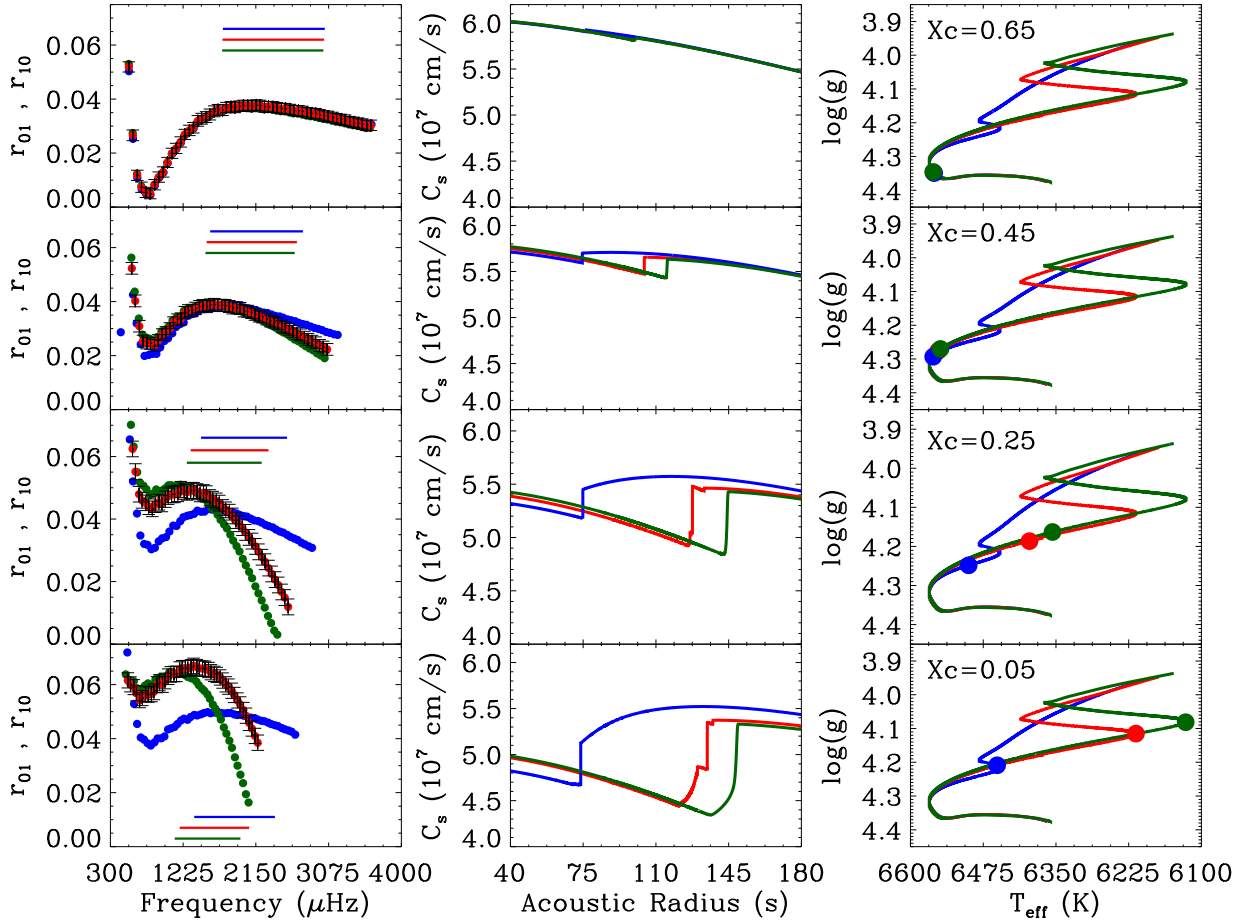 0.06
0.04
0.02
0.00
r01 , r10
6.0
5.5
5.0
4.5
4.0
Cs (10^7 cm/s)
3.9
4.0
4.1
4.2
4.3
4.4
log(g)
Xc=0.65
0.06
0.04
0.02
0.00
r01 , r10
6.0
5.5
5.0
4.5
4.0
Cs (10^7 cm/s)
3.9
4.0
4.1
4.2
4.3
4.4
log(g)
Xc=0.45
0.06
0.04
0.02
0.00
r01 , r10
6.0
5.5
5.0
4.5
4.0
Cs (10^7 cm/s)
3.9
4.0
4.1
4.2
4.3
4.4
log(g)
Xc=0.25
0.06
0.04
0.02
0.00
r01 , r10
6.0
5.5
5.0
4.5
4.0
Cs (10^7 cm/s)
3.9
4.0
4.1
4.2
4.3
4.4
log(g)
Xc=0.05
300 1225 2150 3075 4000
Frequency (μHz)
40 75 110 145 180
Acoustic Radius (s)
6600 6475 6350 6225 6100
Teff (K)